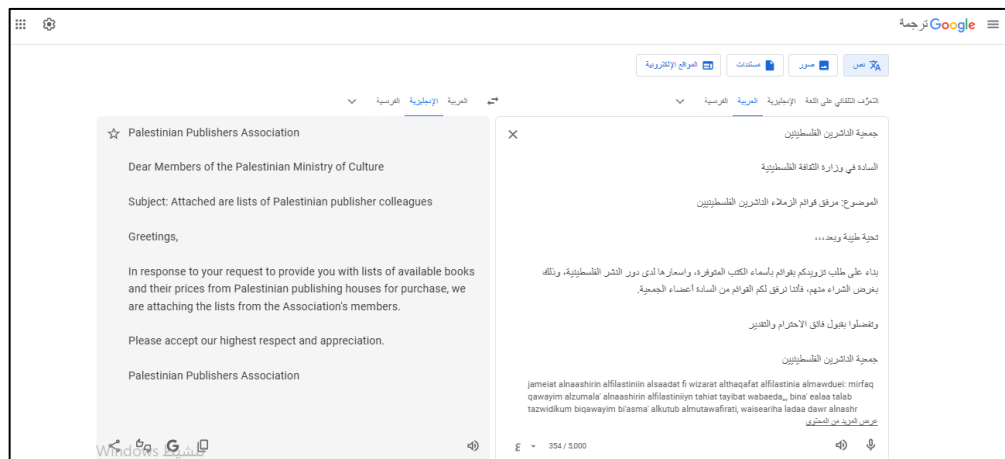 Google ترجمة
نص
صور
مستندات
المواقع الإلكترونية
التعرّف التلقائي على اللغة الإنجليزية العربية الفرنسية
العربية الإنجليزية الفرنسية
جمعية الناشرين الفلسطينين
السادة في وزارة الثقافة الفلسطينية
الموضوع: مرفق قوائم الزملاء الناشرين الفلسطينيين
تحية طيبة وبعد،،،
بناء على طلب تزويدكم بقوائم بأسماء الكتب المتوفرة، واسعارها لدى دور النشر الفلسطينية، وذلك
بغرض الشراء منهم، فأننا نرفق لكم القوائم من السادة أعضاء الجمعية.
وتفضلوا بقبول فائق الاحترام والتقدير
جمعية الناشرين الفلسطينيين
jameiat alnaashirin alfilastiniin alsaadat fi wizarat althaqafat alfilastinia almawduei: mirfaq
qawayim alzumala' alnaashirin alfilastiniiyn tahiat tayibat wabaeda,,, bina' ealaa talab
tazwidikum biqawayim bi'asma' alkutub almutawafirati, waiseariha ladaa dawr alnashr
عرض المزيد من المحتوى
354 / 5,000
ع
Palestinian Publishers Association
Dear Members of the Palestinian Ministry of Culture
Subject: Attached are lists of Palestinian publisher colleagues
Greetings,
In response to your request to provide you with lists of available books
and their prices from Palestinian publishing houses for purchase, we
are attaching the lists from the Association's members.
Please accept our highest respect and appreciation.
Palestinian Publishers Association
تنشيط Windows